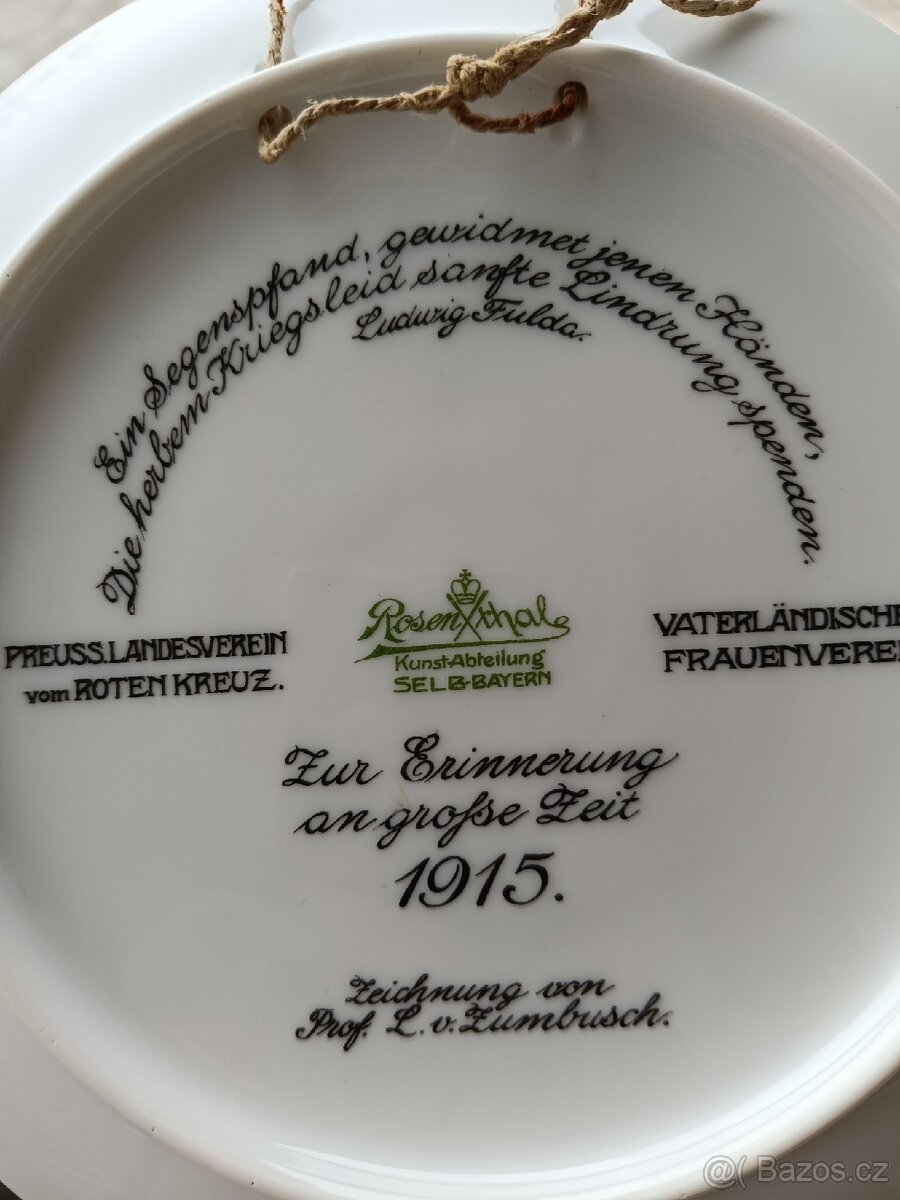 Ein Segenspfand, gewidmet jenen Händen,
Die herbem Kriegsleid sanfte Lindrung spenden.
Ludwig Fulda.
PREUSS. LANDESVEREIN
vom ROTEN KREUZ.
Rosenthal
Kunst-Abteilung
SELB-BAYERN
VATERLÄNDISCHE
FRAUENVEREI
Zur Erinnerung
an große Zeit
1915.
Zeichnung von
Prof. L. v. Zumbusch.
@( Bazos.cz